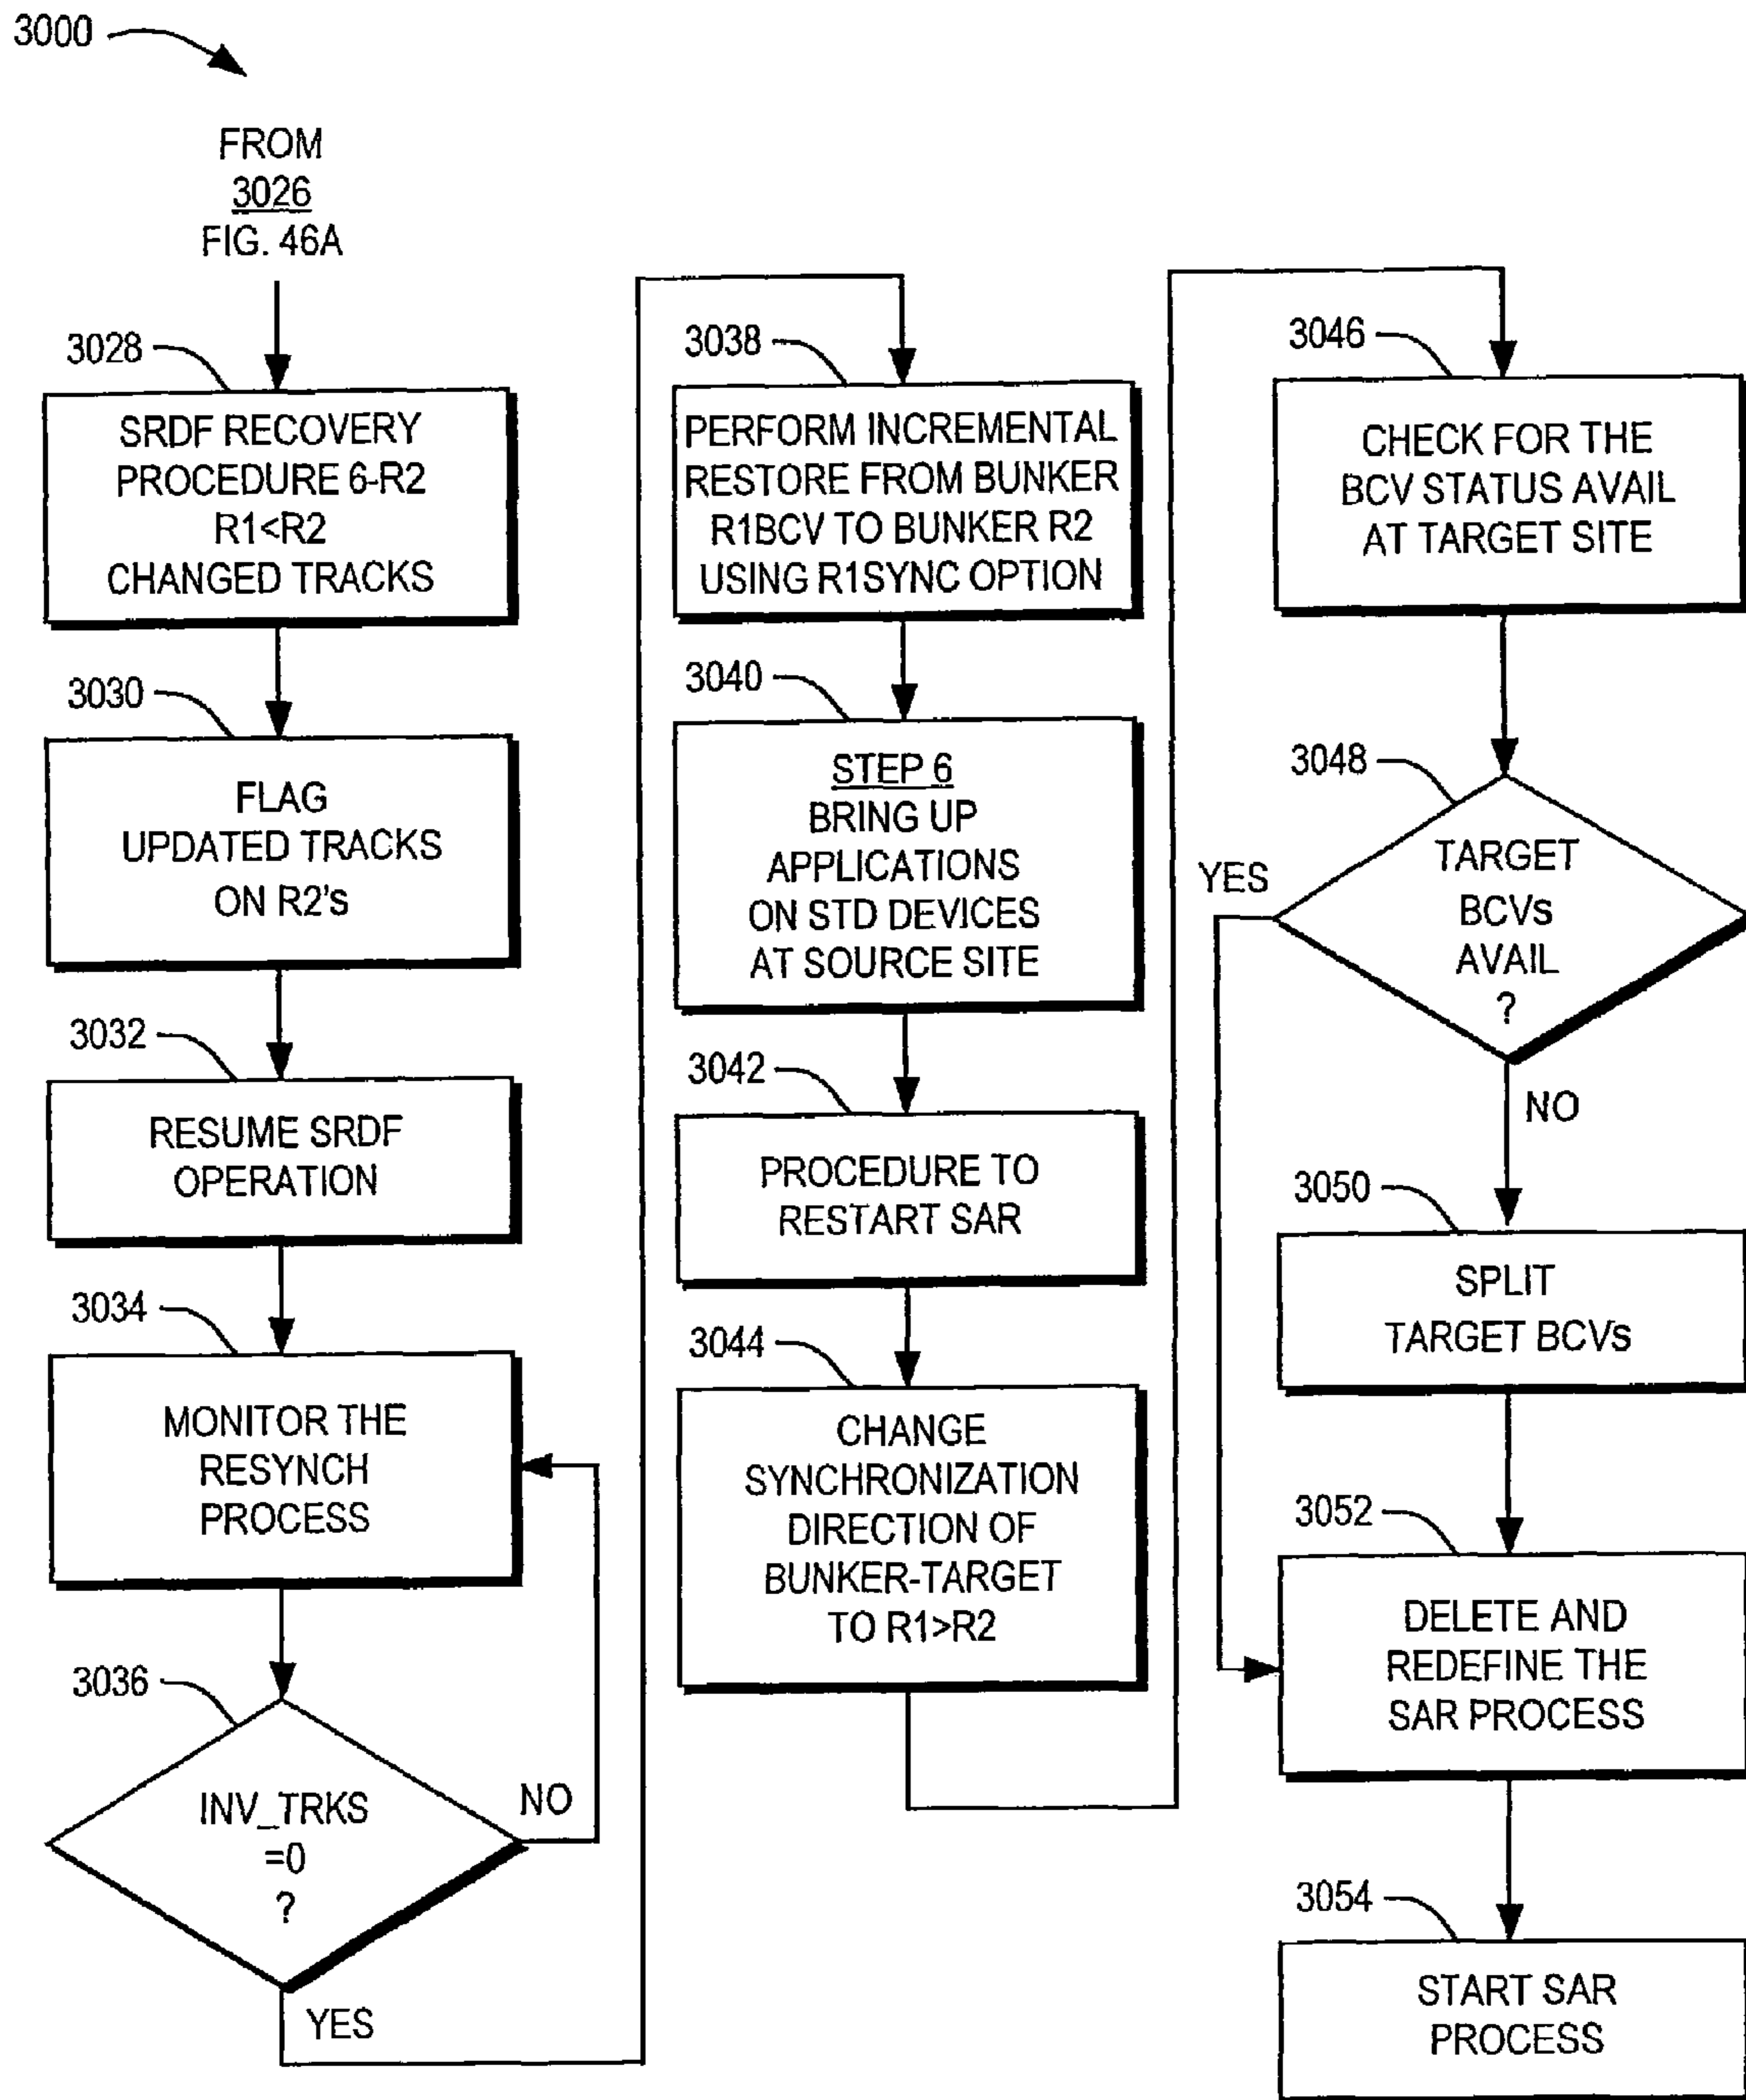 3000
FROM
3026
FIG. 46A
3028
SRDF RECOVERY
PROCEDURE 6-R2
R1<R2
CHANGED TRACKS
3030
FLAG
UPDATED TRACKS
ON R2's
3032
RESUME SRDF
OPERATION
3034
MONITOR THE
RESYNCH
PROCESS
3036
INV_TRKS
=0
?
NO
YES
3038
PERFORM INCREMENTAL
RESTORE FROM BUNKER
R1BCV TO BUNKER R2
USING R1SYNC OPTION
3040
STEP 6
BRING UP
APPLICATIONS
ON STD DEVICES
AT SOURCE SITE
3042
PROCEDURE TO
RESTART SAR
3044
CHANGE
SYNCHRONIZATION
DIRECTION OF
BUNKER-TARGET
TO R1>R2
3046
CHECK FOR THE
BCV STATUS AVAIL
AT TARGET SITE
3048
TARGET
BCVs
AVAIL
?
YES
NO
3050
SPLIT
TARGET BCVs
3052
DELETE AND
REDEFINE THE
SAR PROCESS
3054
START SAR
PROCESS